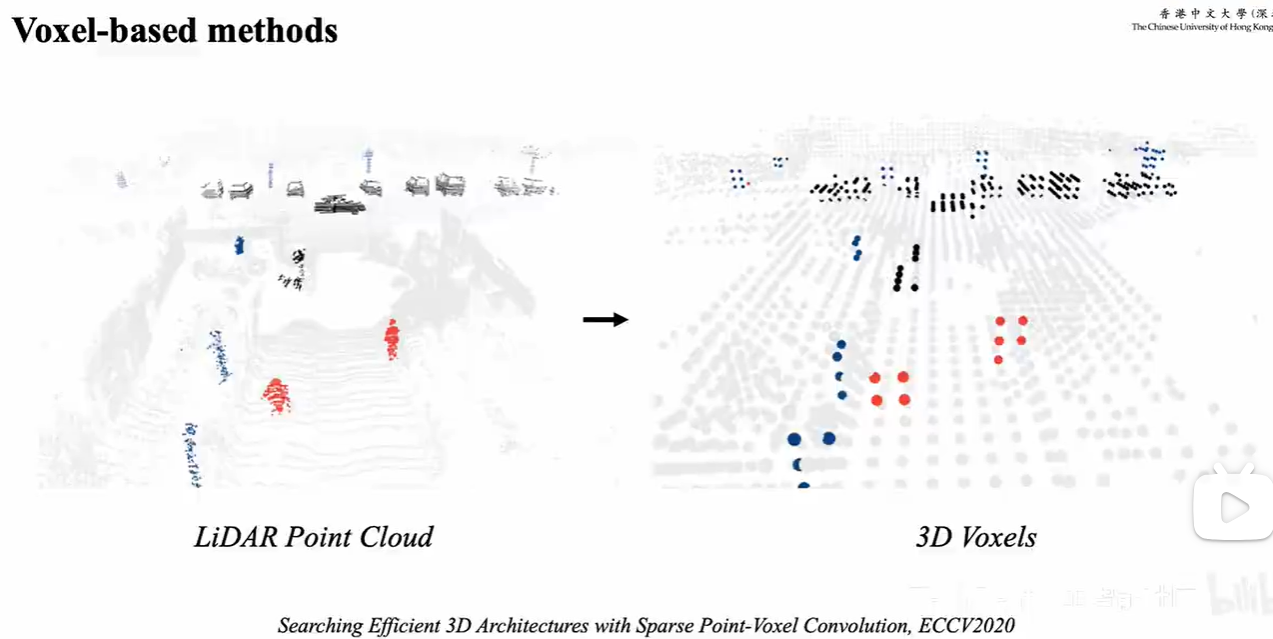 Voxel-based methods
香港中文大學(深
The Chinese University of Hong Kong
LiDAR Point Cloud
3D Voxels
Searching Efficient 3D Architectures with Sparse Point-Voxel Convolution, ECCV2020